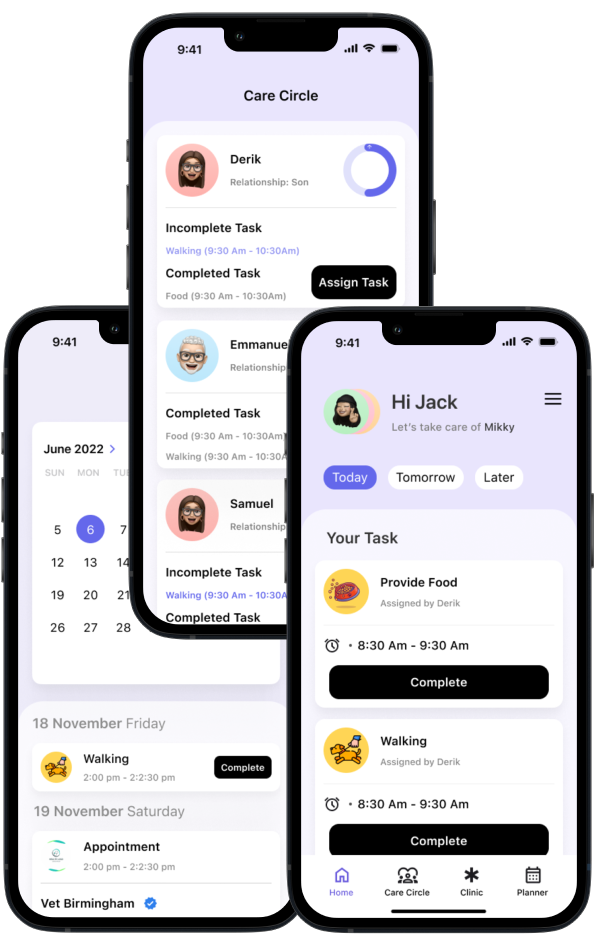 9:41
Care Circle
Derik
Relationship: Son
Incomplete Task
Walking (9:30 Am - 10:30Am)
Completed Task
Food (9:30 Am - 10:30Am)
Assign Task
Emmanue
Relationship
Completed Task
Food (9:30 Am - 10:30Am)
Walking (9:30 Am - 10:30A
Samuel
Relationship
Incomplete Task
Walking (9:30 Am - 10:30A
Completed Task
9:41
June 2022 >
SUN MON TU
5 6 7
12 13 14
19 20 21
26 27 28
18 November Friday
Walking
2:00 pm - 2:2:30 pm
Complete
19 November Saturday
Appointment
2:00 pm - 2:2:30 pm
Vet Birmingham
9:41
Hi Jack
Let's take care of Mikky
Today Tomorrow Later
Your Task
Provide Food
Assigned by Derik
• 8:30 Am - 9:30 Am
Complete
Walking
Assigned by Derik
• 8:30 Am - 9:30 Am
Complete
Home Care Circle Clinic Planner